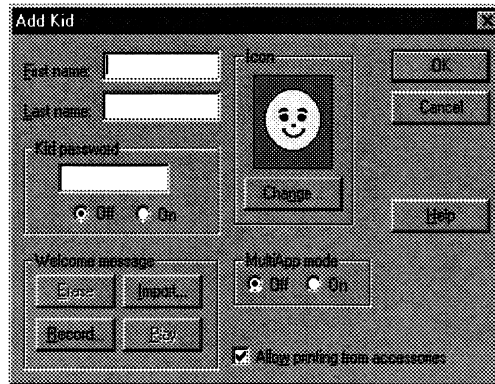 Add Kid
First name:
Last name:
Kid password
Off On
Welcome message
Erase Import...
Record... Play
Icon
Change...
MultiApp mode
Off On
Allow printing from accessories
OK
Cancel
Help